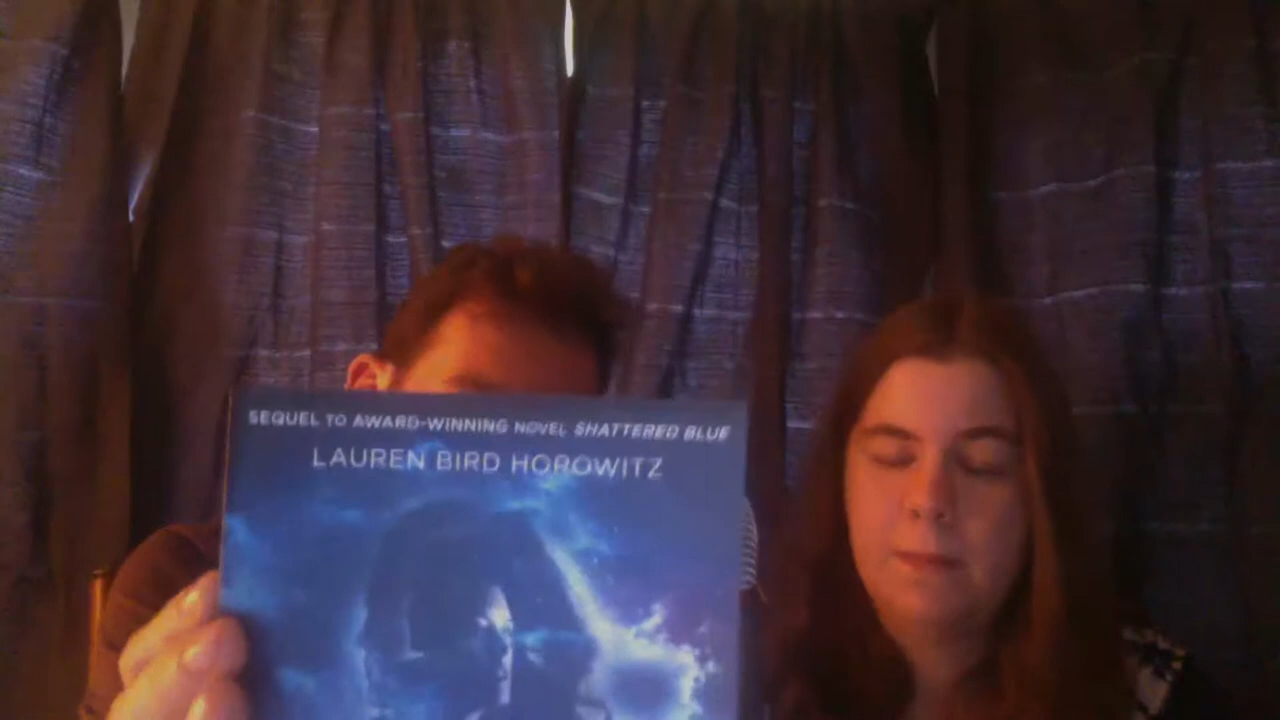 SEQUEL TO AWARD-WINNING NOVEL SHATTERED BLUE
LAUREN BIRD HOROWITZ